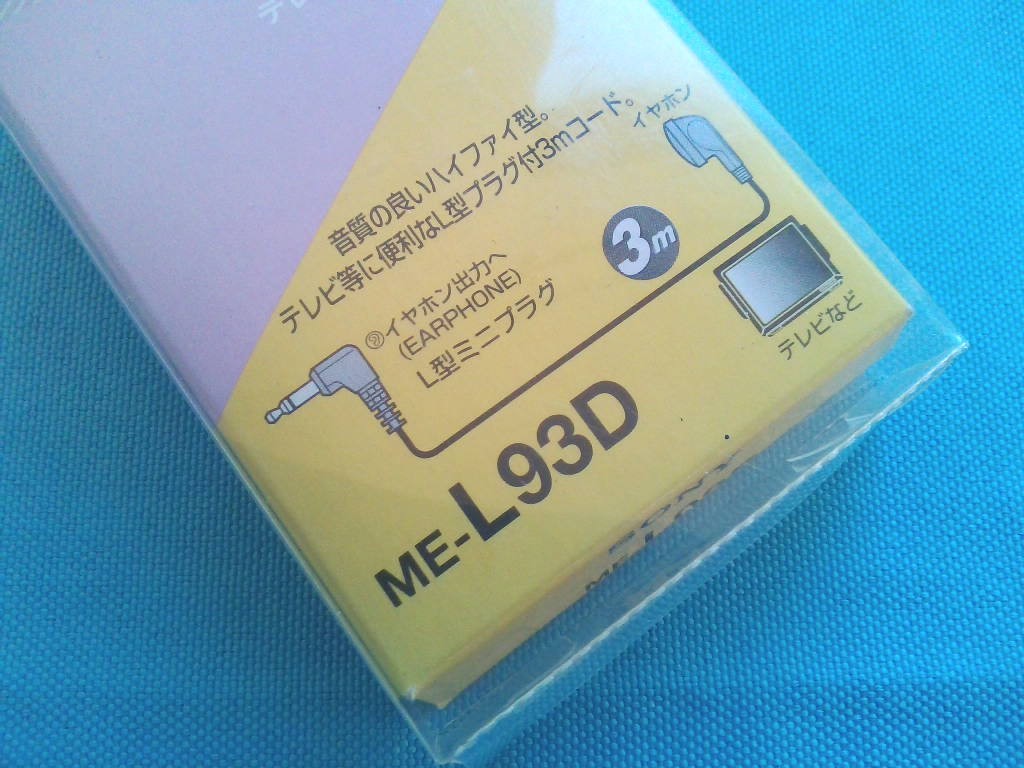 音質の良いハイファイ型。
テレビ等に便利なL型プラグ付3mコード。
イヤホン
3m
イヤホン出力へ
(EARPHONE)
L型ミニプラグ
テレビなど
ME-L93D
SONY